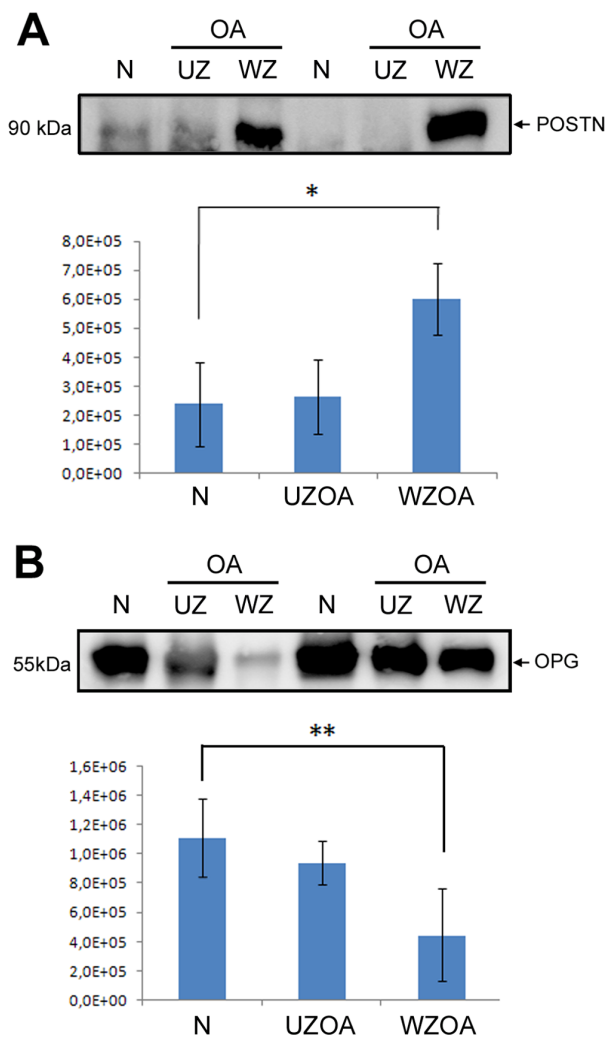 A
OA OA
N UZ WZ N UZ WZ
90 kDa POSTN
*
8,0E+05
7,0E+05
6,0E+05
5,0E+05
4,0E+05
3,0E+05
2,0E+05
1,0E+05
0,0E+00
N UZOA WZOA
B
OA OA
N UZ WZ N UZ WZ
55kDa OPG
**
1,6E+06
1,4E+06
1,2E+06
1,0E+06
8,0E+05
6,0E+05
4,0E+05
2,0E+05
0,0E+00
N UZOA WZOA